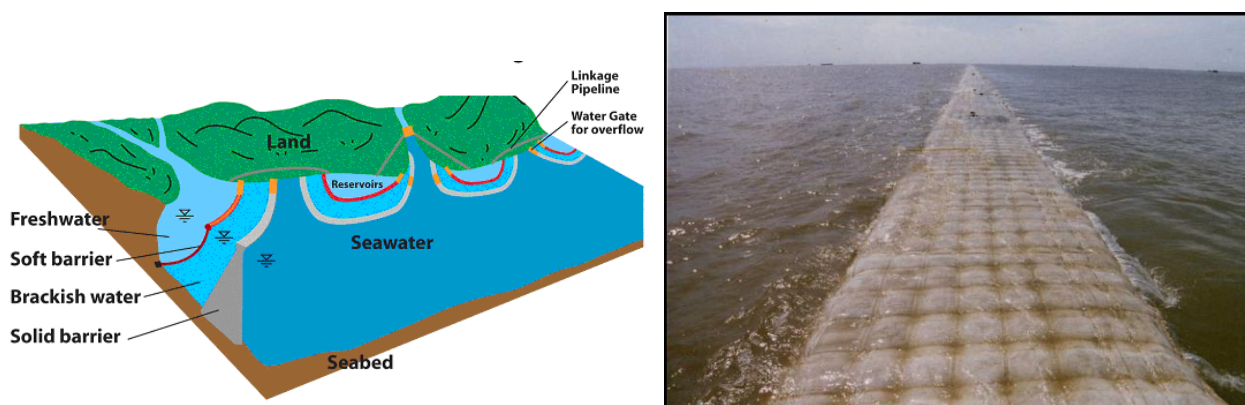 Linkage
Pipeline
Water Gate
for overflow
Land
Reservoirs
Freshwater
Seawater
Soft barrier
Brackish water
Solid barrier
Seabed